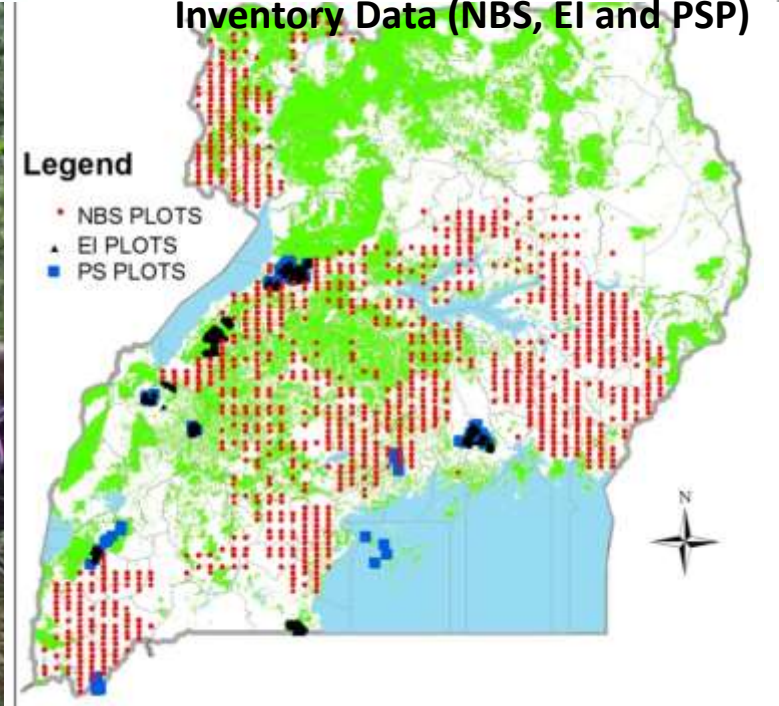 Inventory Data (NBS, EI and PSP)
Legend
NBS PLOTS
EI PLOTS
PS PLOTS
N